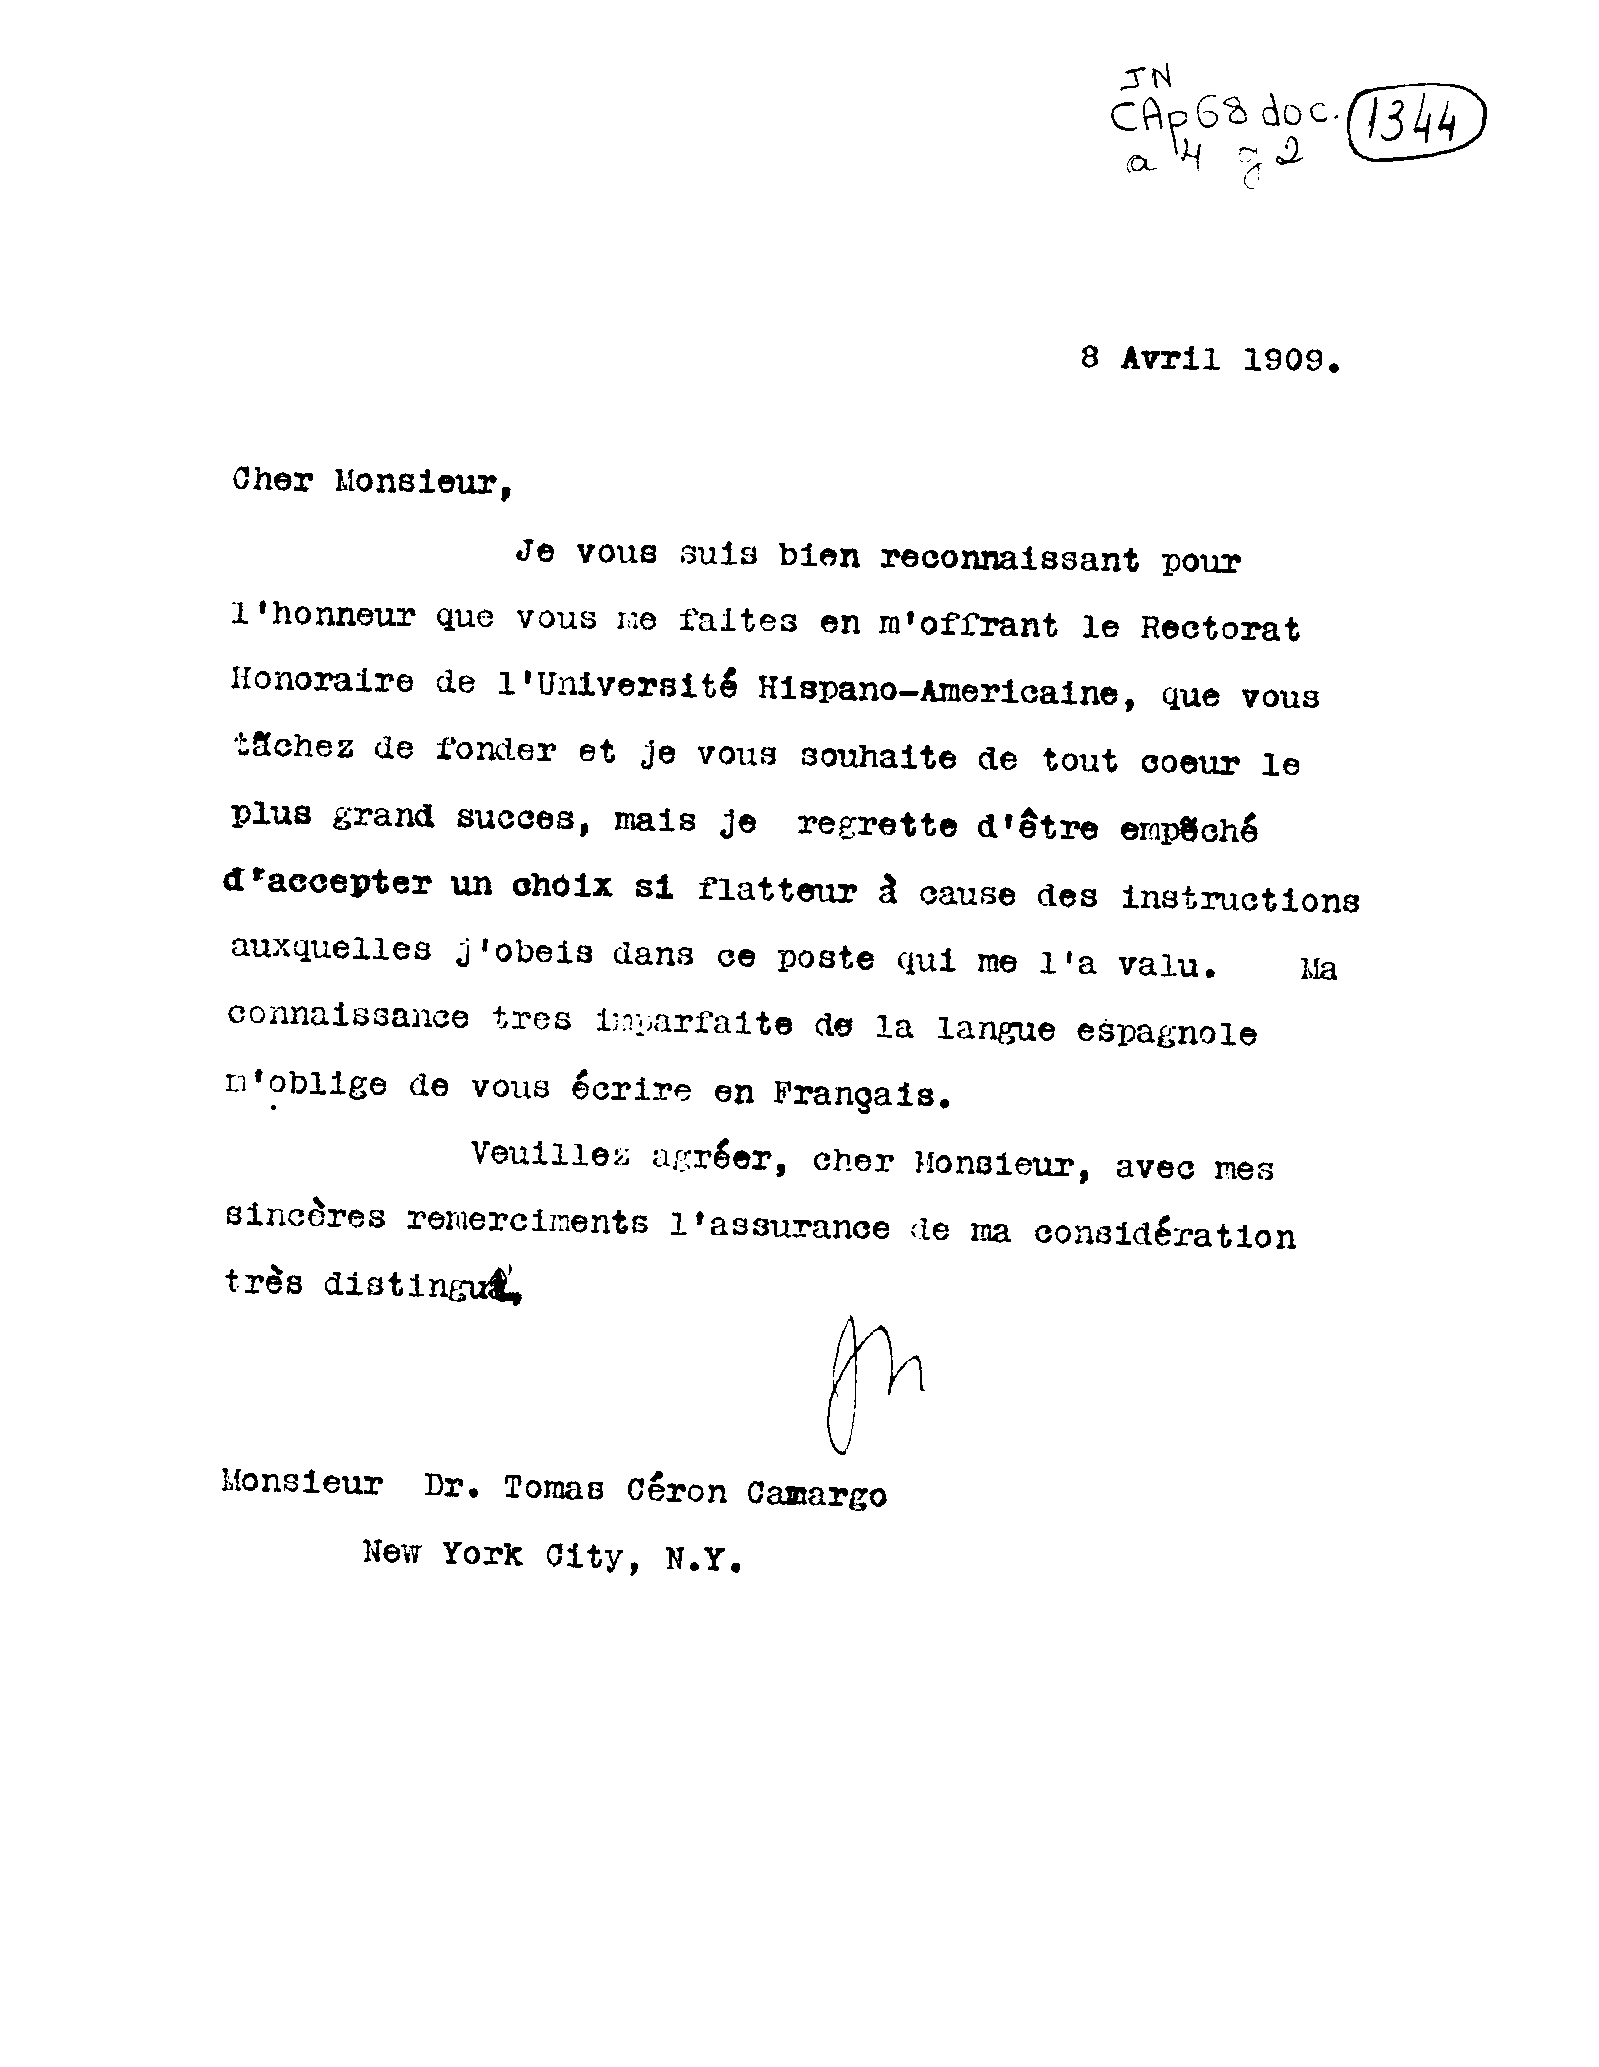 JN
CAp68 doc. 1344
a 4 g 2
8 Avril 1909.
Cher Monsieur,
Je vous suis bien reconnaissant pour
l'honneur que vous me faites en m'offrant le Rectorat
Honoraire de l'Université Hispano-Americaine, que vous
tâchez de fonder et je vous souhaite de tout coeur le
plus grand succes, mais je regrette d'être empêché
d'accepter un choix si flatteur à cause des instructions
auxquelles j'obeis dans ce poste qui me l'a valu. Ma
connaissance tres imparfaite de la langue espagnole
m'oblige de vous écrire en Français.
Veuillez agréer, cher Monsieur, avec mes
sincères remerciments l'assurance de ma considération
très
JN
Monsieur Dr. Tomas Céron Camargo
New York City, N.Y.